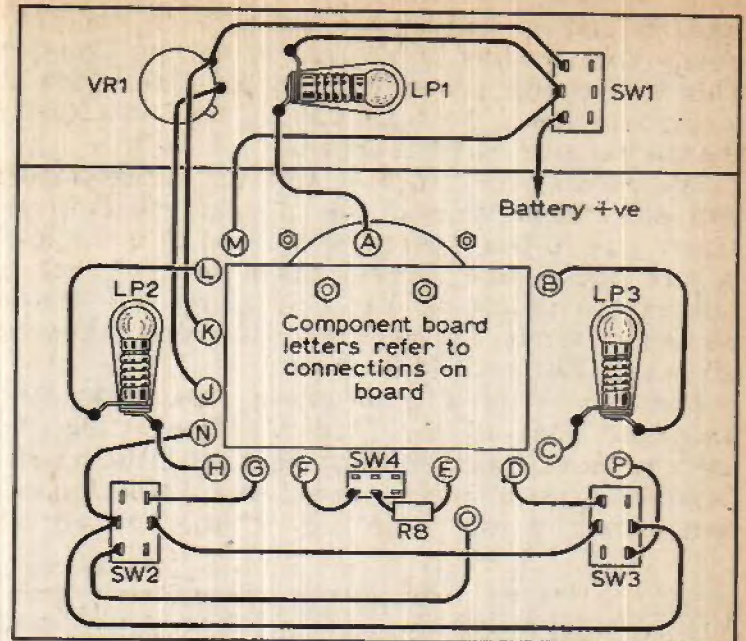 VR1
LP1
SW1
Battery +ve
M
A
L
B
LP2
LP3
K
Component board
letters refer to
connections on
board
J
N
H
G
F
SW4
E
D
C
P
R8
SW2
SW3